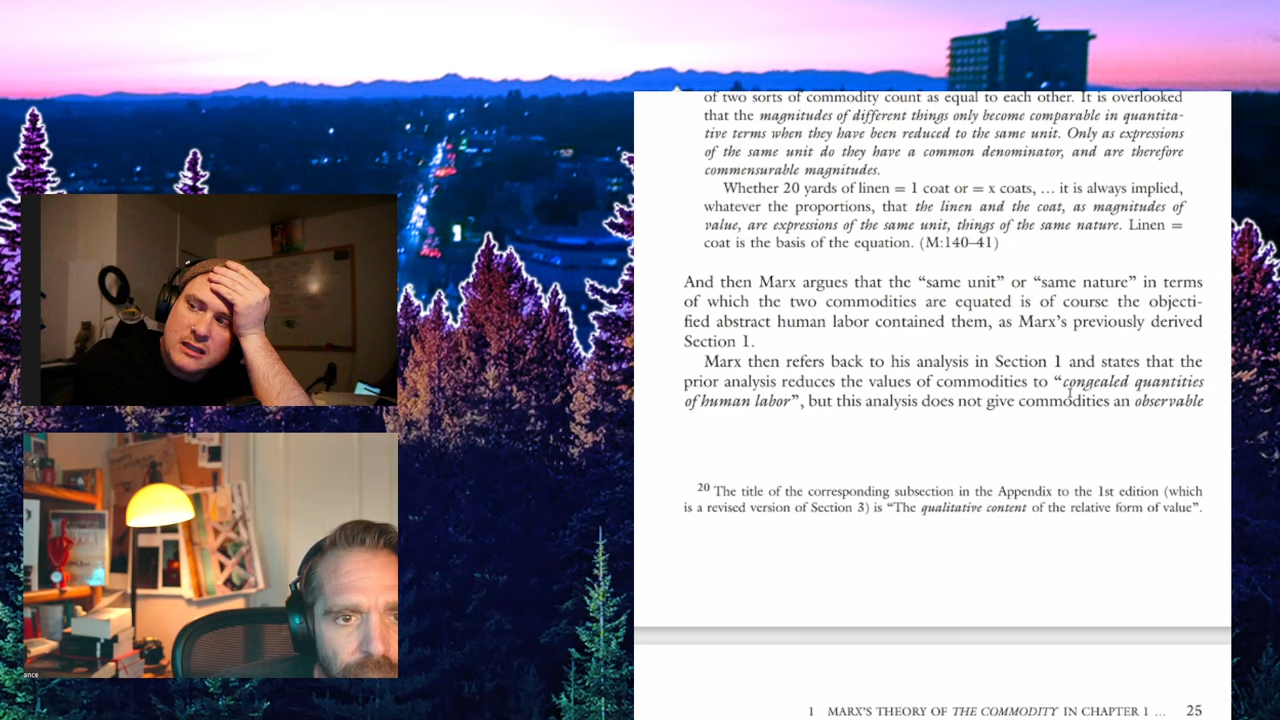 of two sorts of commodity count as equal to each other. It is overlooked
that the magnitudes of different things only become comparable in quantita-
tive terms when they have been reduced to the same unit. Only as expressions
of the same unit do they have a common denominator, and are therefore
commensurable magnitudes.
Whether 20 yards of linen = 1 coat or = x coats, … it is always implied,
whatever the proportions, that the linen and the coat, as magnitudes of
value, are expressions of the same unit, things of the same nature. Linen =
coat is the basis of the equation. (M:140–41)
And then Marx argues that the “same unit” or “same nature” in terms
of which the two commodities are equated is of course the objecti-
fied abstract human labor contained them, as Marx’s previously derived
Section 1.
Marx then refers back to his analysis in Section 1 and states that the
prior analysis reduces the values of commodities to “congealed quantities
of human labor”, but this analysis does not give commodities an observable
20 The title of the corresponding subsection in the Appendix to the 1st edition (which
is a revised version of Section 3) is “The qualitative content of the relative form of value”.
1 MARX’S THEORY OF THE COMMODITY IN CHAPTER 1 … 25
ance